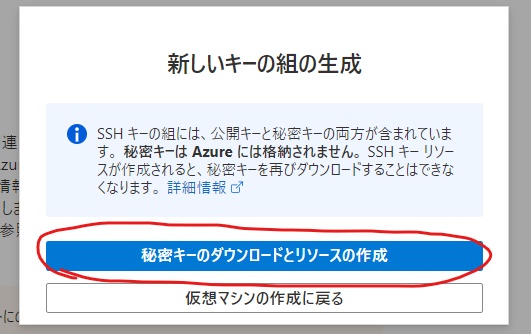 新しいキーの組の生成
SSH キーの組には、公開キーと秘密キーの両方が含まれていま
す。秘密キーは Azure には格納されません。SSH キー リソー
スが作成されると、秘密キーを再びダウンロードすることはできな
くなります。詳細情報
秘密キーのダウンロードとリソースの作成
仮想マシンの作成に戻る
連
zu
情報
しま
参照